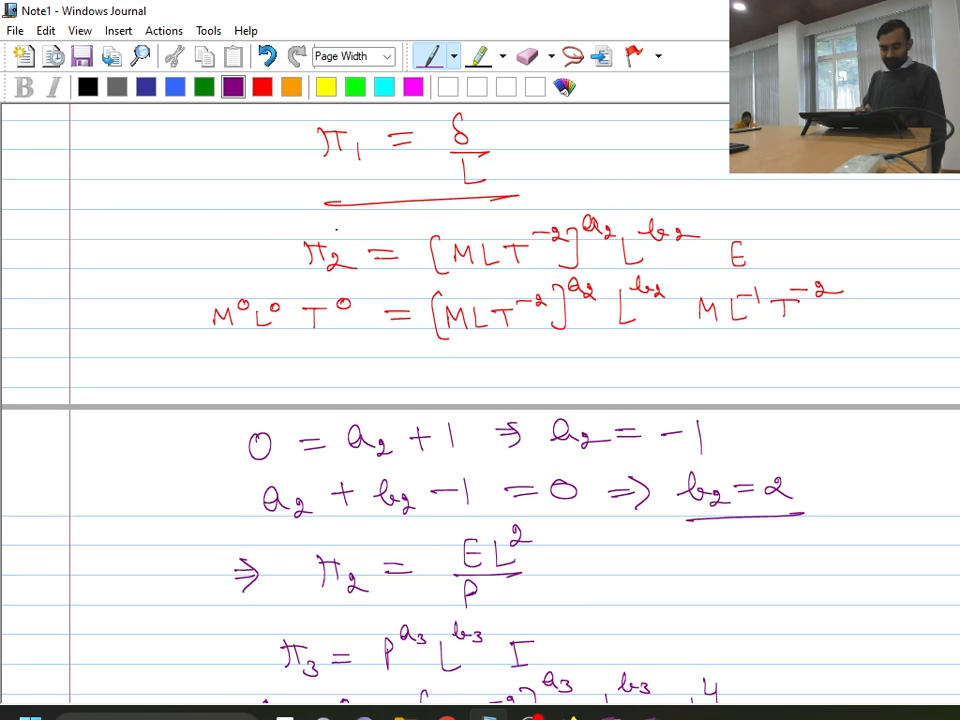 Note1 - Windows Journal
File Edit View Insert Actions Tools Help
Page Width
B I
π₁ = δ/L
π₂ = [MLT⁻²]^a₂ L^b₂ E
M⁰L⁰ T⁰ = [MLT⁻²]^a₂ L^b₂ ML⁻¹T⁻²
0 = a₂ + 1 ⇒ a₂ = -1
a₂ + b₂ - 1 = 0 ⇒ b₂ = 2
⇒ π₂ = EL²/P
π₃ = P^a₃ L^b₃ I